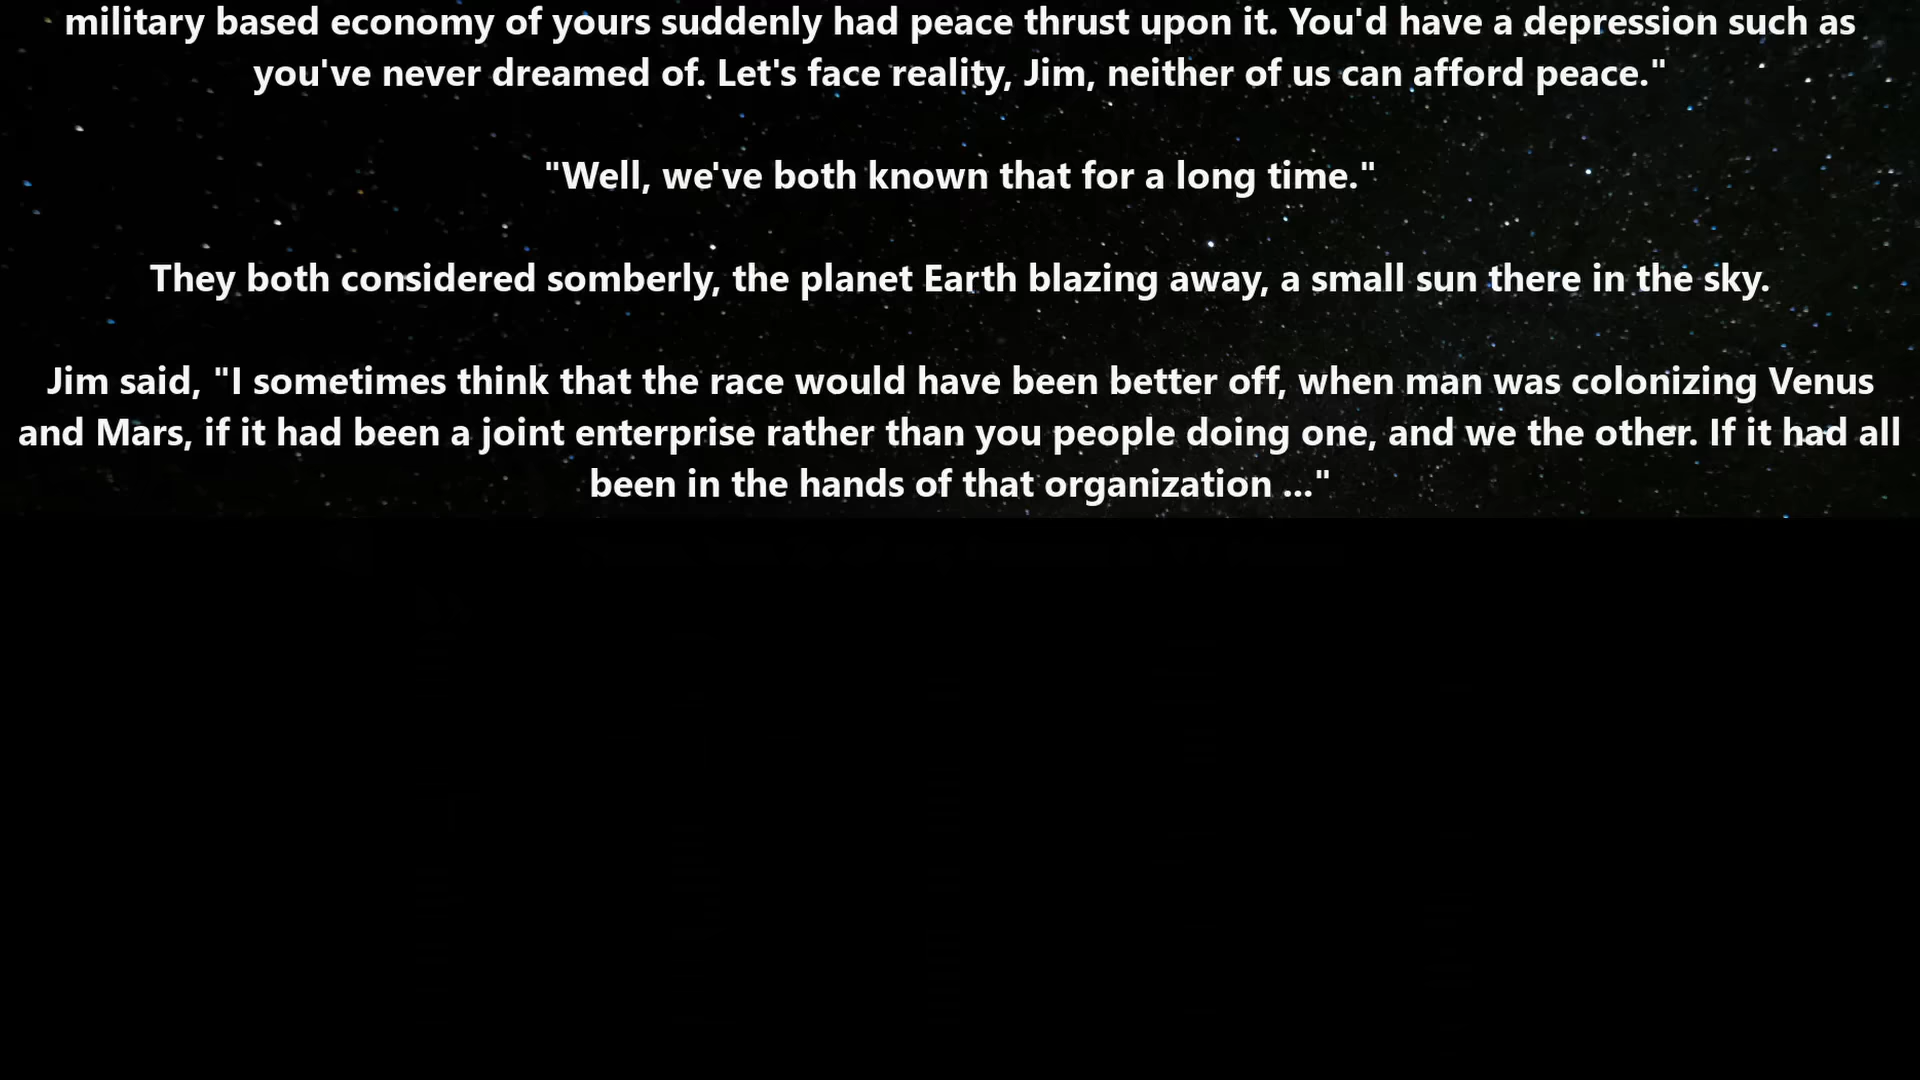 military based economy of yours suddenly had peace thrust upon it. You'd have a depression such as
you've never dreamed of. Let's face reality, Jim, neither of us can afford peace."
"Well, we've both known that for a long time."
They both considered somberly, the planet Earth blazing away, a small sun there in the sky.
Jim said, "I sometimes think that the race would have been better off, when man was colonizing Venus
and Mars, if it had been a joint enterprise rather than you people doing one, and we the other. If it had all
been in the hands of that organization ..."